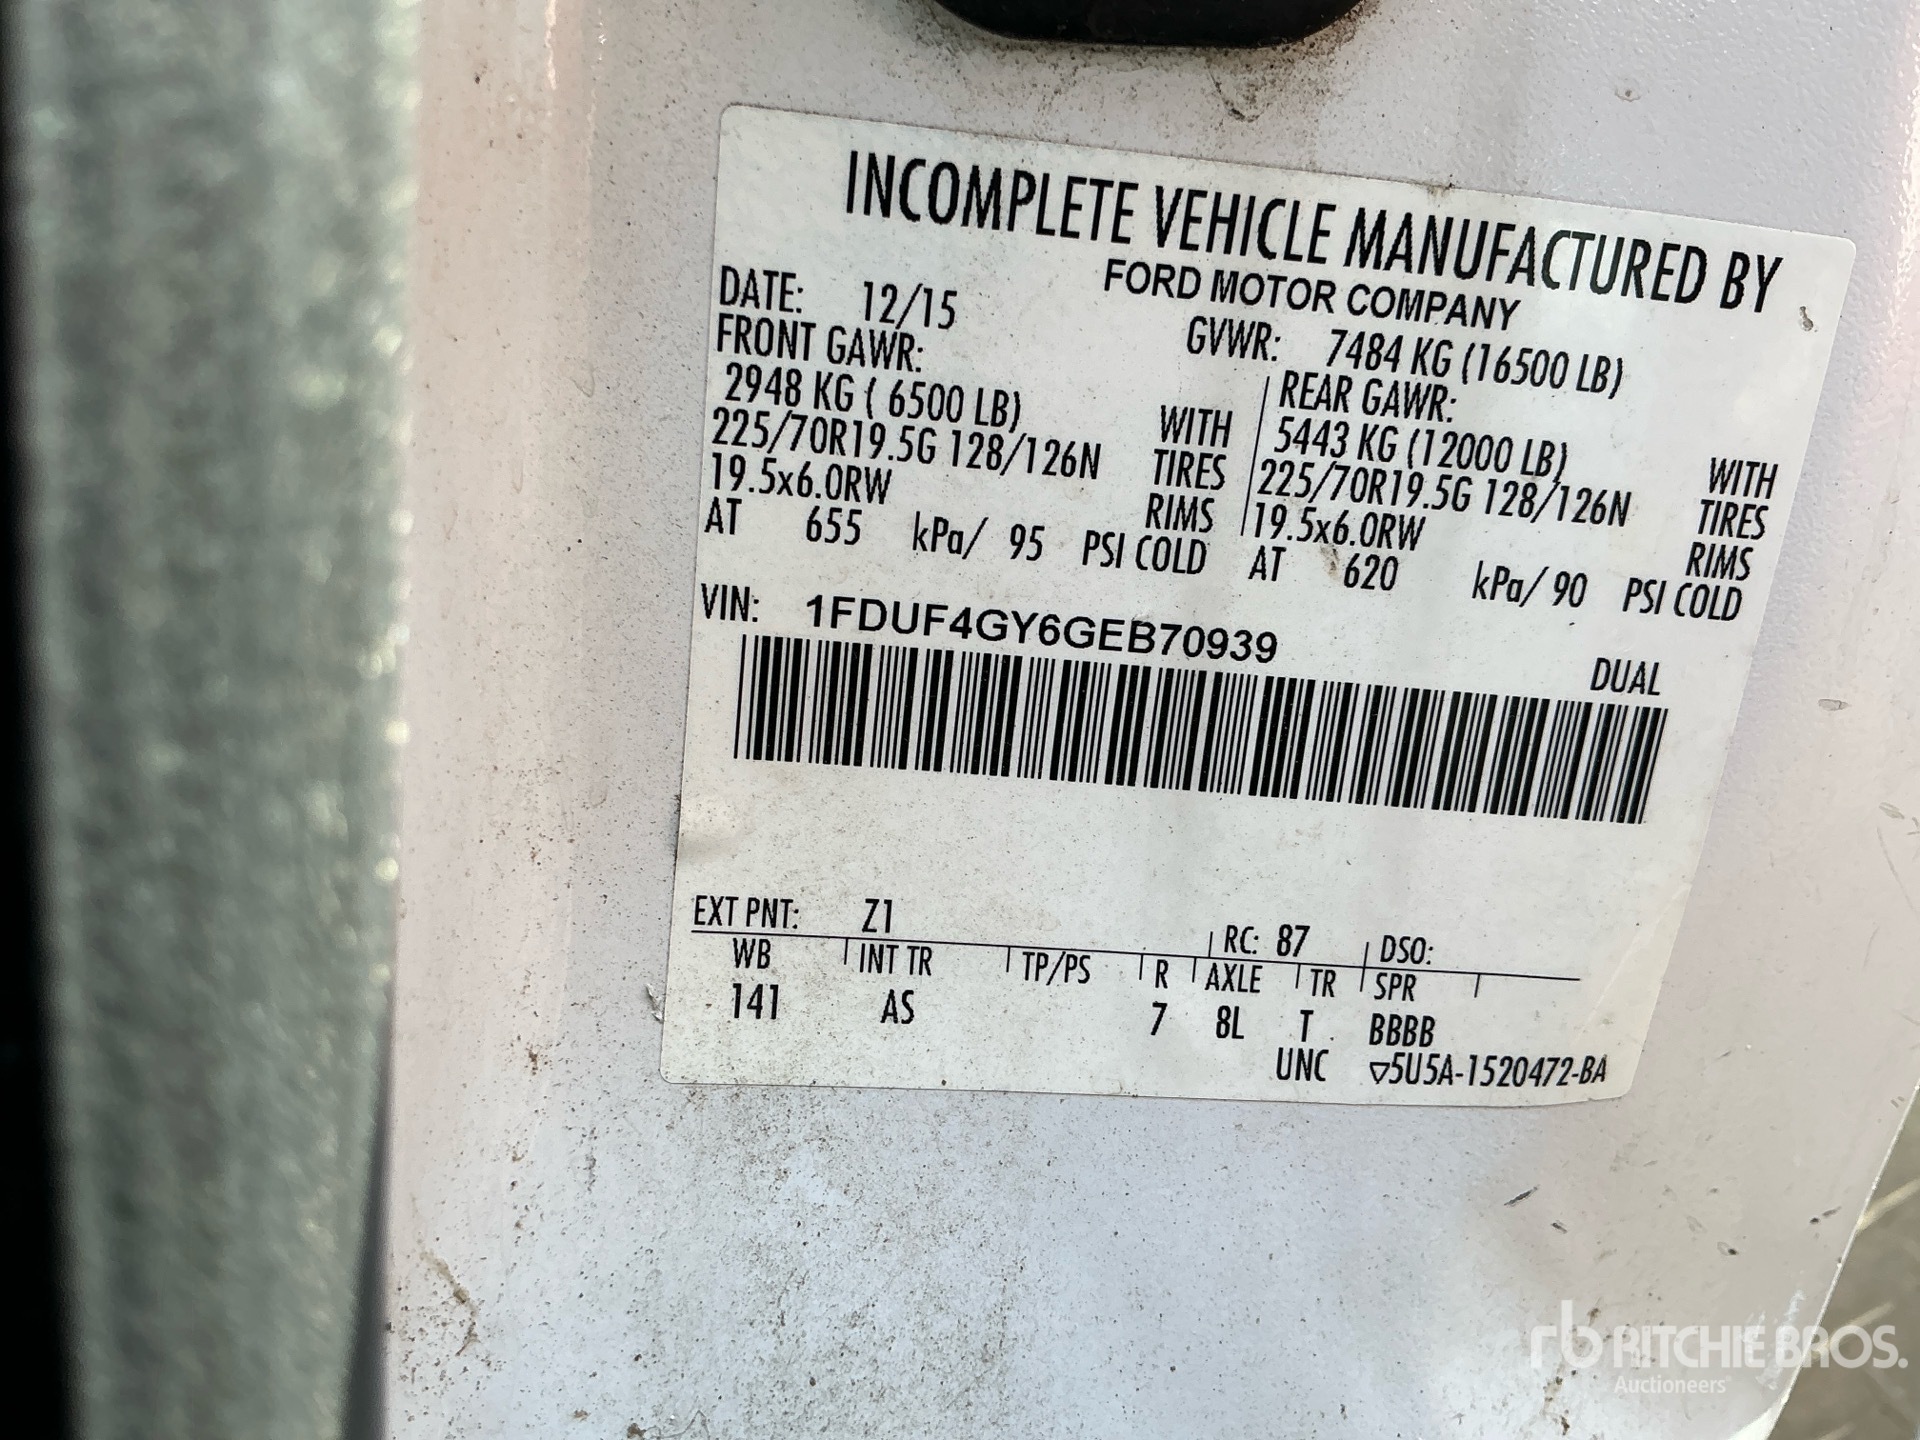 INCOMPLETE VEHICLE MANUFACTURED BY
FORD MOTOR COMPANY
DATE: 12/15 GVWR: 7484 KG (16500 LB)
FRONT GAWR: REAR GAWR:
2948 KG ( 6500 LB) WITH 5443 KG (12000 LB) WITH
225/70R19.5G 128/126N TIRES 225/70R19.5G 128/126N TIRES
19.5x6.0RW RIMS 19.5x6.0RW RIMS
AT 655 kPa/ 95 PSI COLD AT 620 kPa/ 90 PSI COLD
VIN: 1FDUF4GY6GEB70939
DUAL
EXT PNT: Z1 RC: 87 DSO:
WB INT TR TP/PS R AXLE TR SPR
141 AS 7 8L T BBBB
UNC ▽5U5A-1520472-BA
rb RITCHIE BROS.
Auctioneers